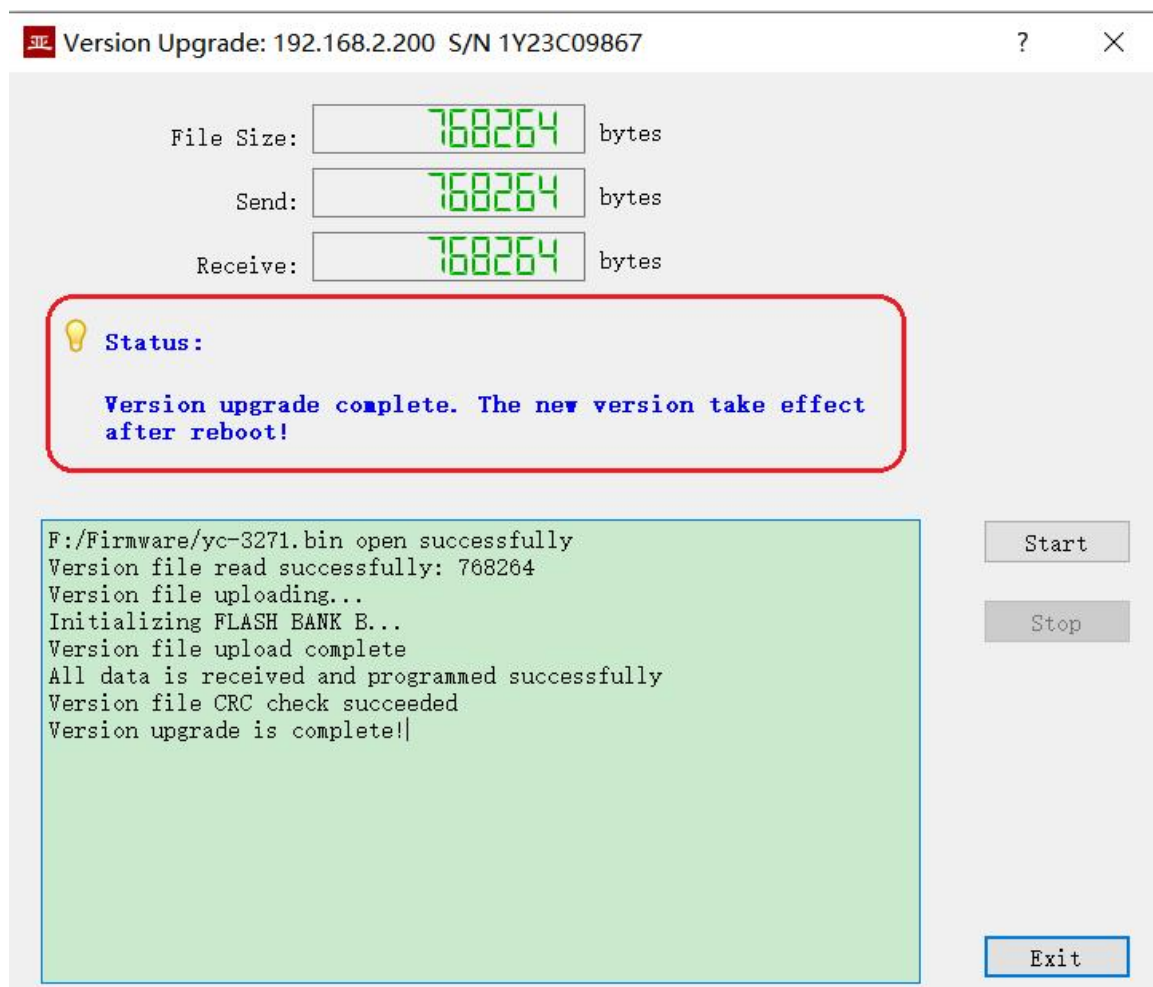 亚 Version Upgrade: 192.168.2.200 S/N 1Y23C09867 ? ×
File Size: 768264 bytes
Send: 768264 bytes
Receive: 768264 bytes
Status:
Version upgrade complete. The new version take effect
after reboot!
F:/Firmware/yc-3271.bin open successfully
Version file read successfully: 768264
Version file uploading...
Initializing FLASH BANK B...
Version file upload complete
All data is received and programmed successfully
Version file CRC check succeeded
Version upgrade is complete!
Start
Stop
Exit